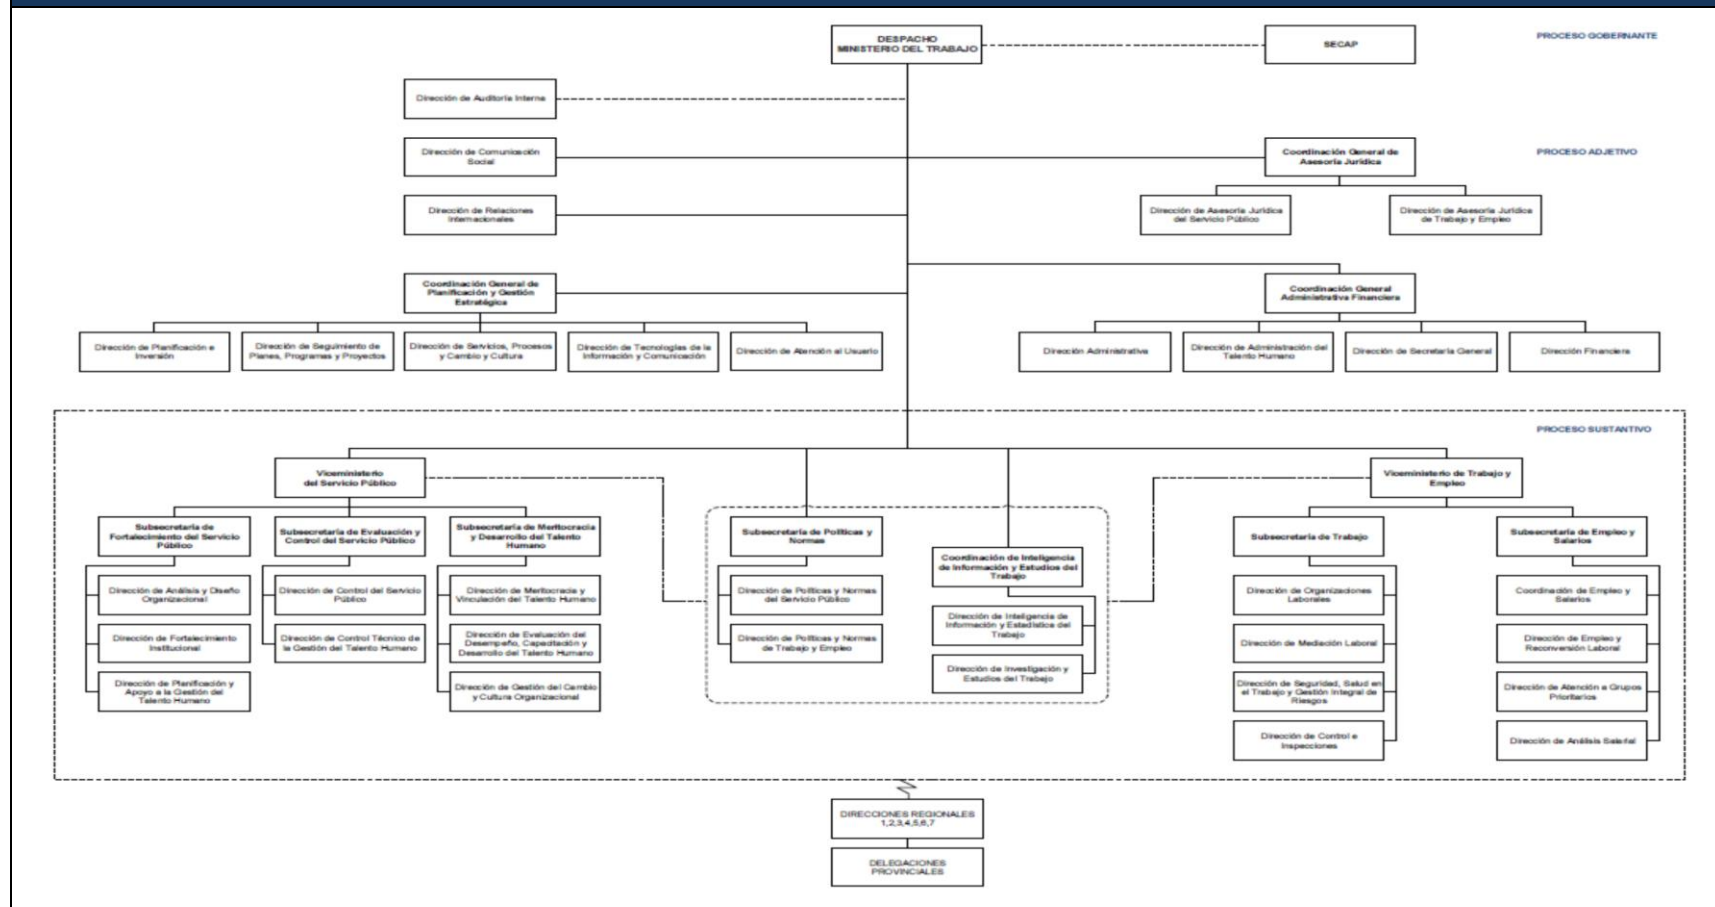 DESPACHO
MINISTERIO DEL TRABAJO
SECAP
PROCESO GOBERNANTE
Dirección de Auditoría Interna
Dirección de Comunicación
Social
Coordinación General de
Asesoría Jurídica
PROCESO ADJETIVO
Dirección de Relaciones
Internacionales
Dirección de Asesoría Jurídica
del Servicio Público
Dirección de Asesoría Jurídica
de Trabajo y Empleo
Coordinación General de
Planificación y Gestión
Estratégica
Coordinación General
Administrativa Financiera
Dirección de Planificación e
Inversión
Dirección de Seguimiento de
Planes, Programas y Proyectos
Dirección de Servicios, Procesos
y Cambio y Cultura
Dirección de Tecnologías de la
Información y Comunicación
Dirección de Atención al Usuario
Dirección Administrativa
Dirección de Administración del
Talento Humano
Dirección de Secretaría General
Dirección Financiera
PROCESO SUSTANTIVO
Viceministerio
del Servicio Público
Viceministerio de Trabajo y
Empleo
Subsecretaría de
Fortalecimiento del Servicio
Público
Subsecretaría de Evaluación y
Control del Servicio Público
Subsecretaría de Meritocracia
y Desarrollo del Talento
Humano
Subsecretaría de Políticas y
Normas
Coordinación de Inteligencia
de Información y Estudios del
Trabajo
Subsecretaría de Trabajo
Subsecretaría de Empleo y
Salarios
Dirección de Análisis y Diseño
Organizacional
Dirección de Control del Servicio
Público
Dirección de Meritocracia y
Vinculación del Talento Humano
Dirección de Políticas y Normas
del Servicio Público
Dirección de Inteligencia de
Información y Estadística del
Trabajo
Dirección de Organizaciones
Laborales
Coordinación de Empleo y
Salarios
Dirección de Fortalecimiento
Institucional
Dirección de Control Técnico de
la Gestión del Talento Humano
Dirección de Evaluación del
Desempeño, Capacitación y
Desarrollo del Talento Humano
Dirección de Políticas y Normas
de Trabajo y Empleo
Dirección de Investigación y
Estudios del Trabajo
Dirección de Mediación Laboral
Dirección de Empleo y
Reconversión Laboral
Dirección de Planificación y
Apoyo a la Gestión del
Talento Humano
Dirección de Gestión del Cambio
y Cultura Organizacional
Dirección de Seguridad, Salud en
el Trabajo y Gestión Integral de
Riesgos
Dirección de Atención a Grupos
Prioritarios
Dirección de Control e
Inspecciones
Dirección de Análisis Salarial
DIRECCIONES REGIONALES
1,2,3,4,5,6,7
DELEGACIONES
PROVINCIALES